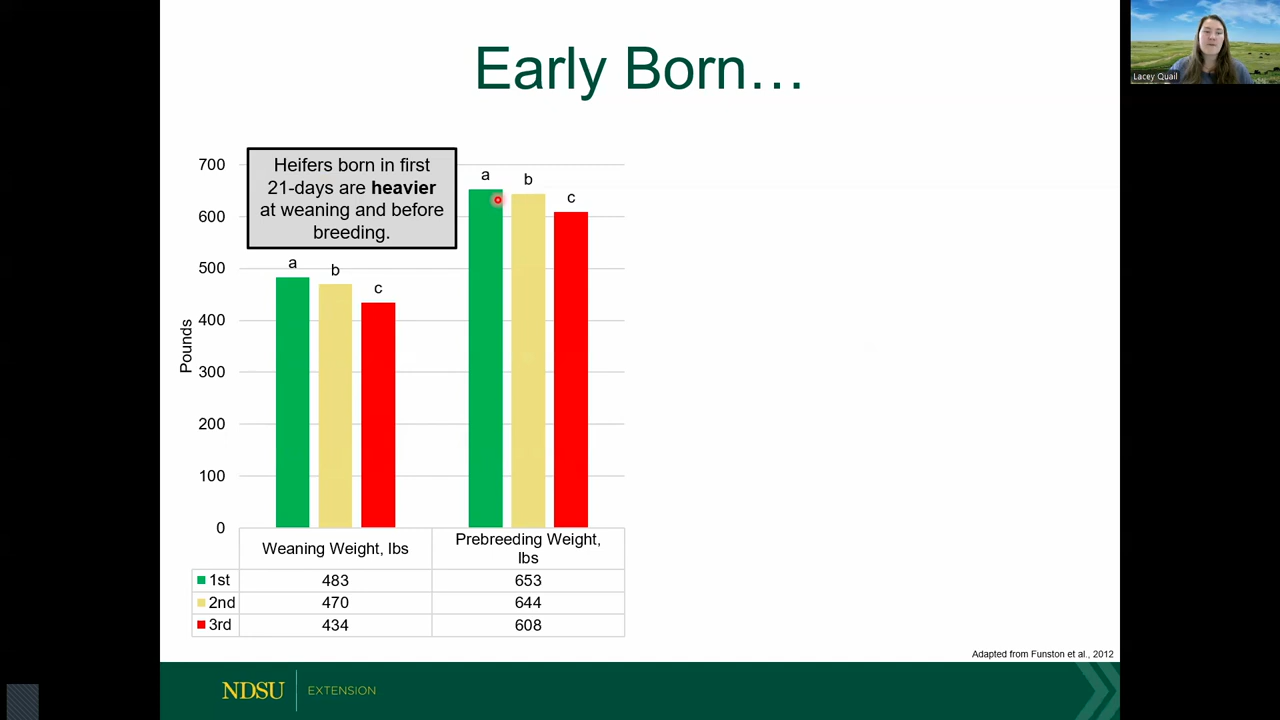 Early Born…
Lacey Quail
Heifers born in first
21-days are heavier
at weaning and before
breeding.
700
600
500
400
300
200
100
0
Pounds
a
b
c
a
b
c
Weaning Weight, lbs
Prebreeding Weight,
lbs
1st 483 653
2nd 470 644
3rd 434 608
Adapted from Funston et al., 2012
NDSU EXTENSION